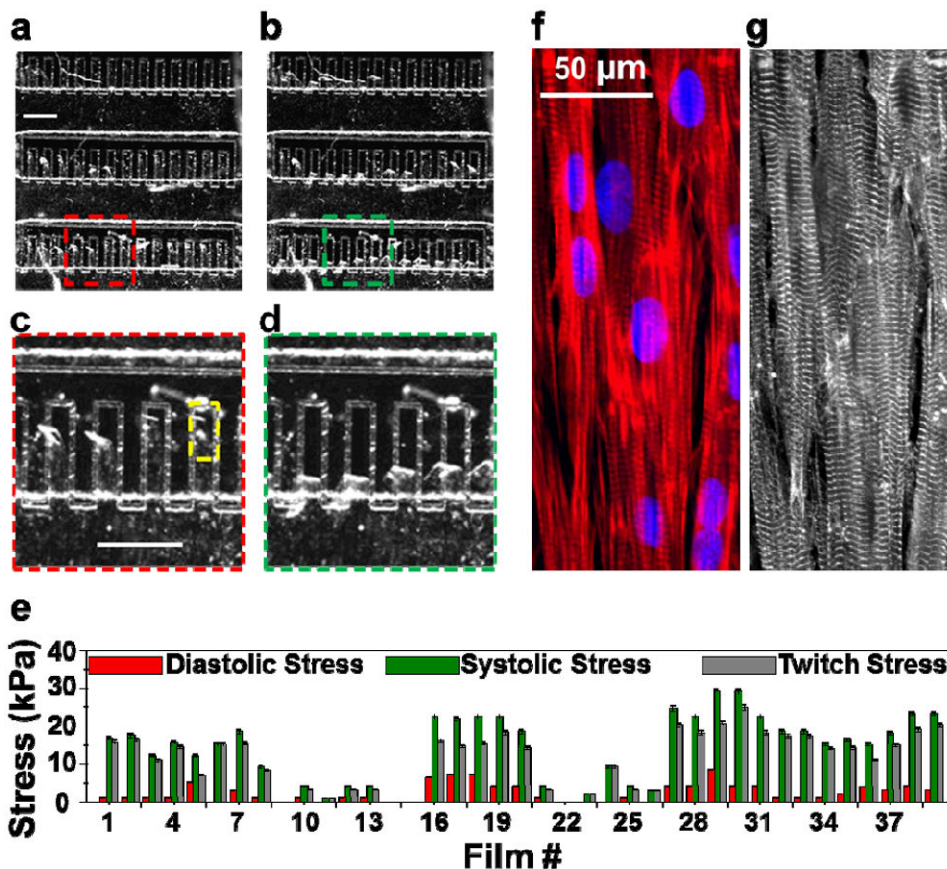 a b f g
50 µm
c d
e
Stress (kPa)
40
30
20
10
0
Diastolic Stress Systolic Stress Twitch Stress
1 4 7 10 13 16 19 22 25 28 31 34 37
Film #